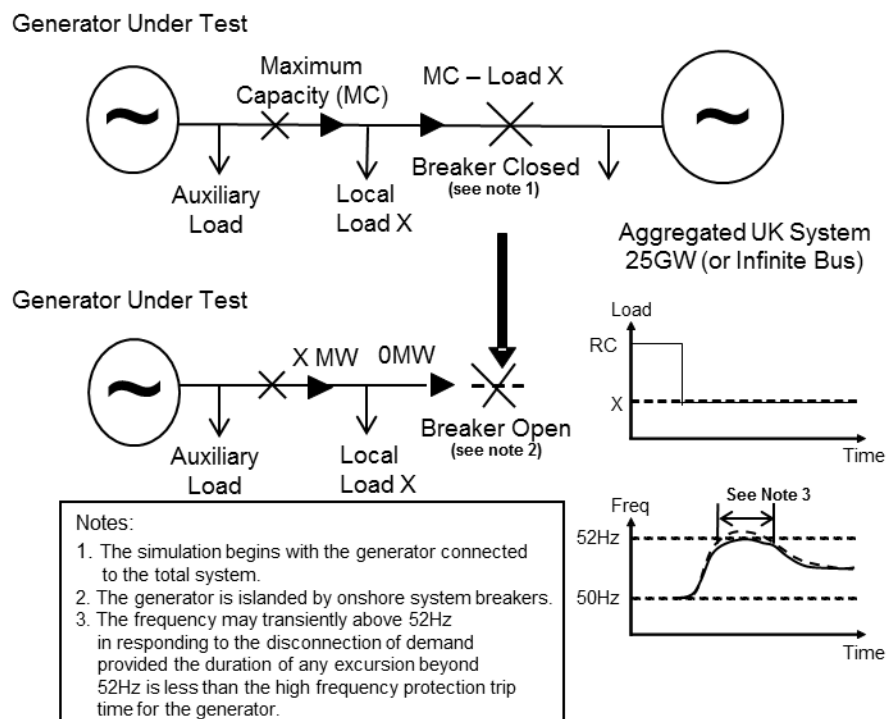 Generator Under Test
Maximum
Capacity (MC)
MC – Load X
~
~
Auxiliary
Load
Local
Load X
Breaker Closed
(see note 1)
Aggregated UK System
25GW (or Infinite Bus)
Generator Under Test
~
X MW
0MW
Auxiliary
Load
Local
Load X
Breaker Open
(see note 2)
Load
RC
X
Time
Freq
See Note 3
52Hz
50Hz
Time
Notes:
1. The simulation begins with the generator connected
to the total system.
2. The generator is islanded by onshore system breakers.
3. The frequency may transiently above 52Hz
in responding to the disconnection of demand
provided the duration of any excursion beyond
52Hz is less than the high frequency protection trip
time for the generator.